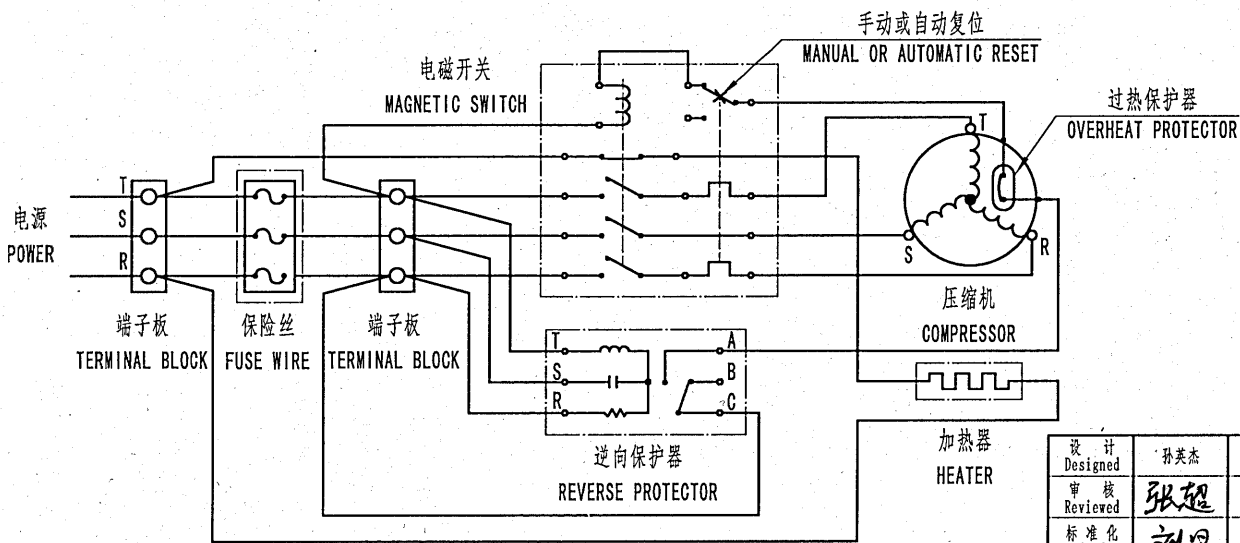 手动或自动复位
MANUAL OR AUTOMATIC RESET
电磁开关
MAGNETIC SWITCH
过热保护器
OVERHEAT PROTECTOR
T
T
S
R
电源
POWER
S
R
端子板
TERMINAL BLOCK
保险丝
FUSE WIRE
端子板
TERMINAL BLOCK
压缩机
COMPRESSOR
T
S
R
A
B
C
逆向保护器
REVERSE PROTECTOR
加热器
HEATER
设计 孙英杰
Designed
审核 张超
Reviewed
标准化